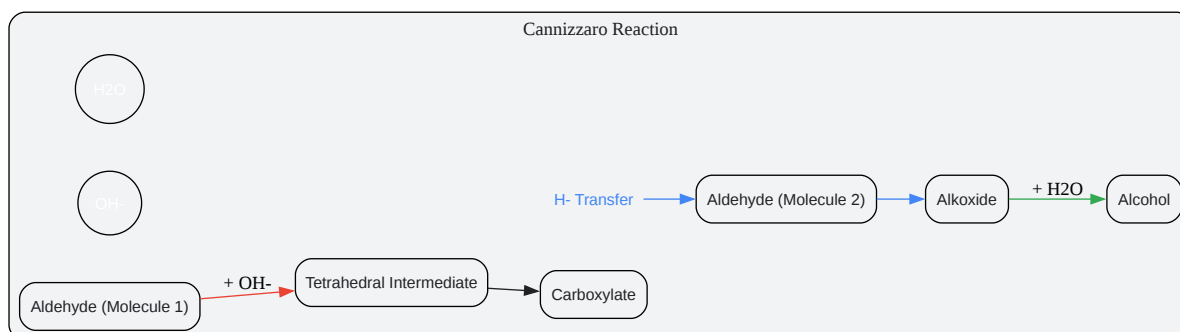 Cannizzaro Reaction
H2O
OH-
H- Transfer
Aldehyde (Molecule 2)
Alkoxide
+ H2O
Alcohol
Aldehyde (Molecule 1)
+ OH-
Tetrahedral Intermediate
Carboxylate